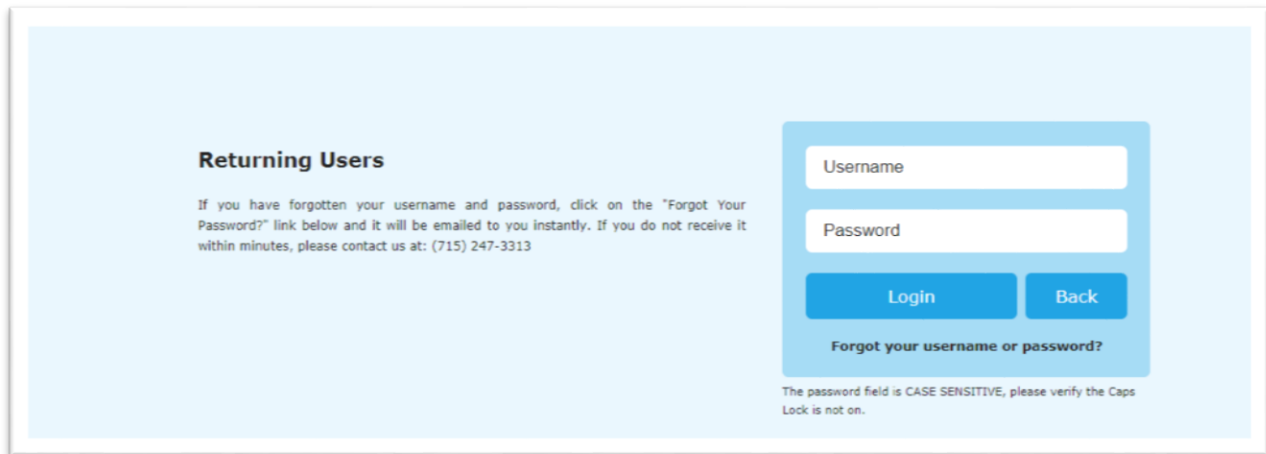 Returning Users
If you have forgotten your username and password, click on the "Forgot Your
Password?" link below and it will be emailed to you instantly. If you do not receive it
within minutes, please contact us at: (715) 247-3313
Username
Password
Login
Back
Forgot your username or password?
The password field is CASE SENSITIVE, please verify the Caps
Lock is not on.